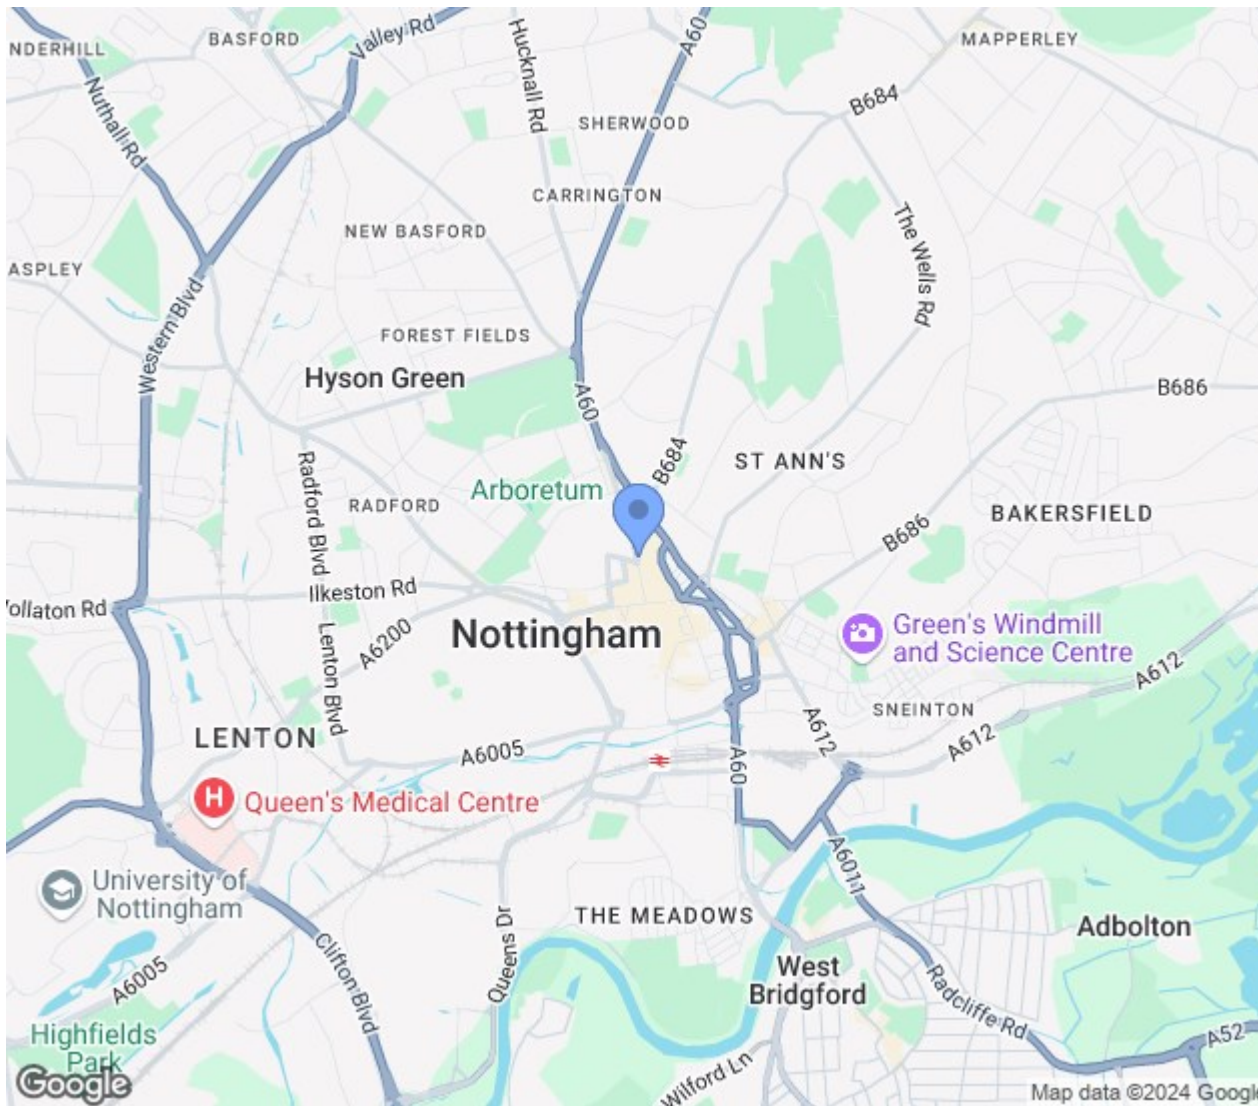 NDERHILL
BASFORD
Valley Rd
Hucknall Rd
A60
MAPPERLEY
Nuthall Rd
SHERWOOD
B684
CARRINGTON
NEW BASFORD
The Wells Rd
ASPLEY
Western Blvd
FOREST FIELDS
Hyson Green
A60
B686
B684
ST ANN'S
Radford Blvd
RADFORD
Arboretum
BAKERSFIELD
B686
Ilkeston Rd
ollaton Rd
A6200
Lenton Blvd
Nottingham
Green's Windmill
and Science Centre
A612
SNEINTON
LENTON
A6005
A60
A612
A612
H
Queen's Medical Centre
University of
Nottingham
A6011
THE MEADOWS
Adbolton
Queens Dr
Clifton Blvd
West
Bridgford
A6005
Radcliffe Rd
Highfields
Park
A52
Wilford Ln
Google
Map data ©2024 Googl